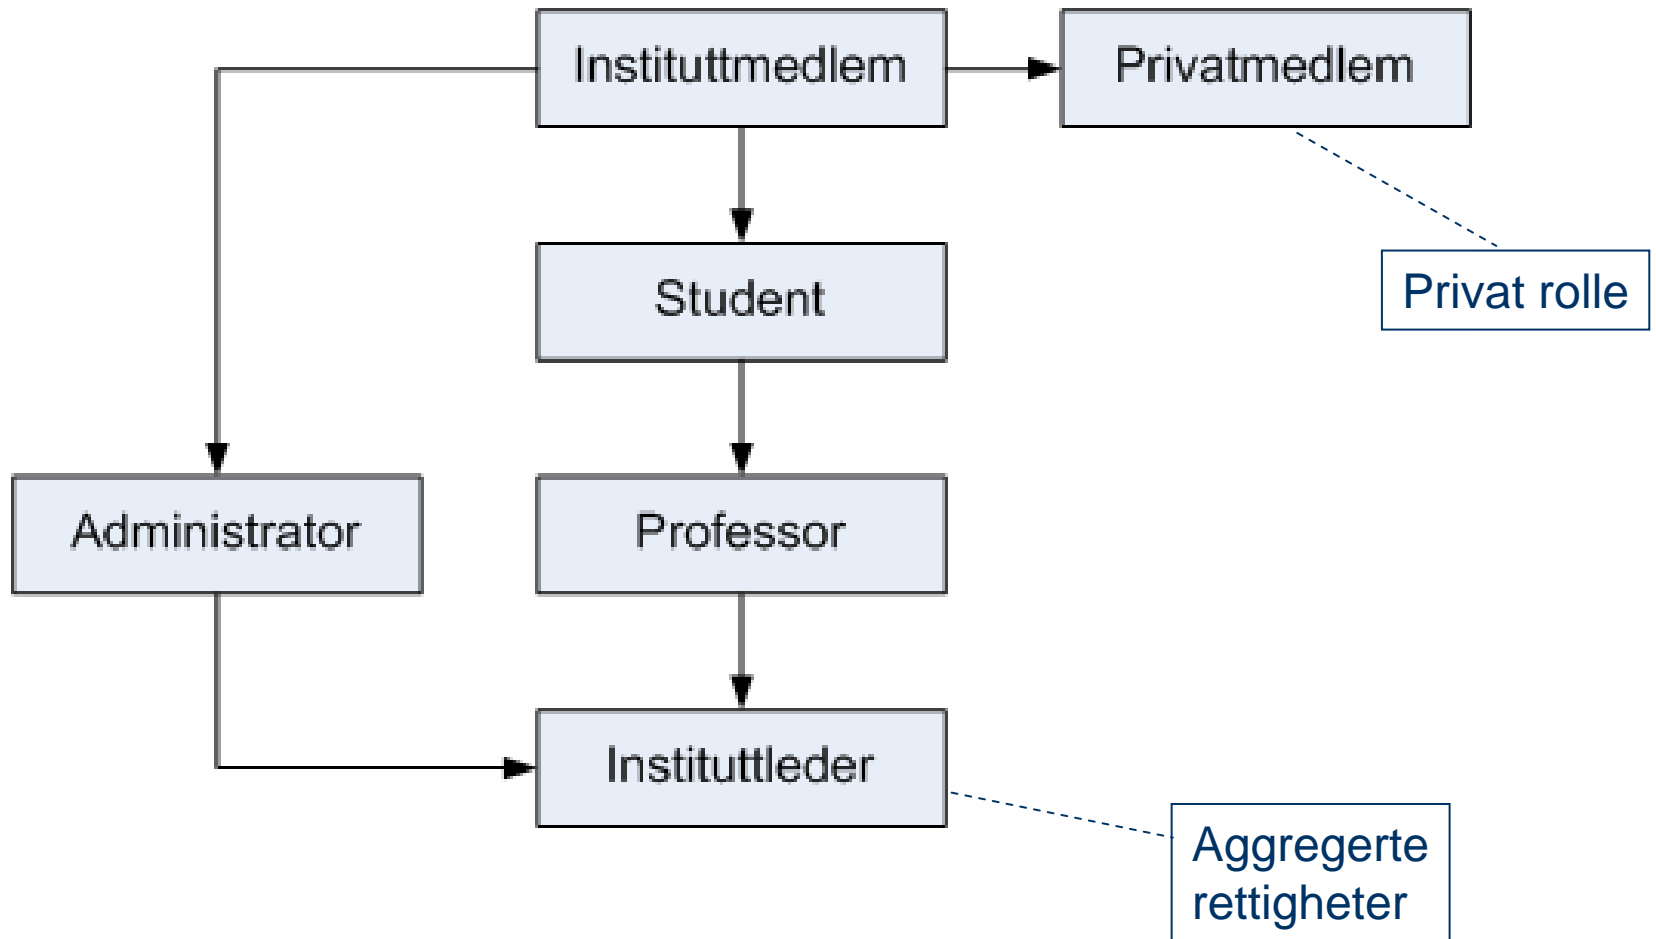 Instituttmedlem
Privatmedlem
Student
Privat rolle
Administrator
Professor
Instituttleder
Aggregerte
rettigheter